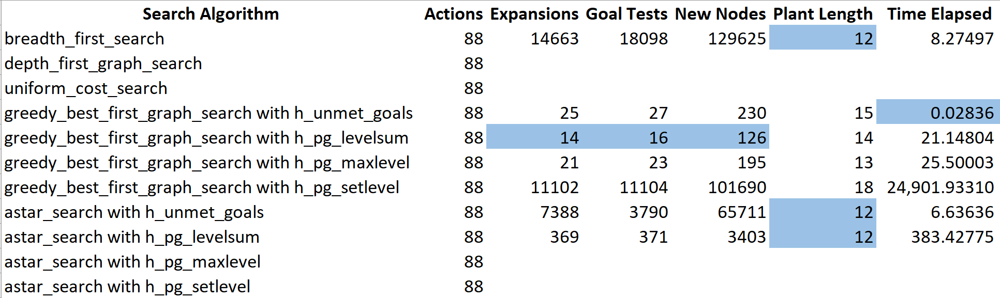 Search Algorithm Actions Expansions Goal Tests New Nodes Plant Length Time Elapsed
breadth_first_search 88 14663 18098 129625 12 8.27497
depth_first_graph_search 88
uniform_cost_search 88
greedy_best_first_graph_search with h_unmet_goals 88 25 27 230 15 0.02836
greedy_best_first_graph_search with h_pg_levelsum 88 14 16 126 14 21.14804
greedy_best_first_graph_search with h_pg_maxlevel 88 21 23 195 13 25.50003
greedy_best_first_graph_search with h_pg_setlevel 88 11102 11104 101690 18 24,901.93310
astar_search with h_unmet_goals 88 7388 3790 65711 12 6.63636
astar_search with h_pg_levelsum 88 369 371 3403 12 383.42775
astar_search with h_pg_maxlevel 88
astar_search with h_pg_setlevel 88